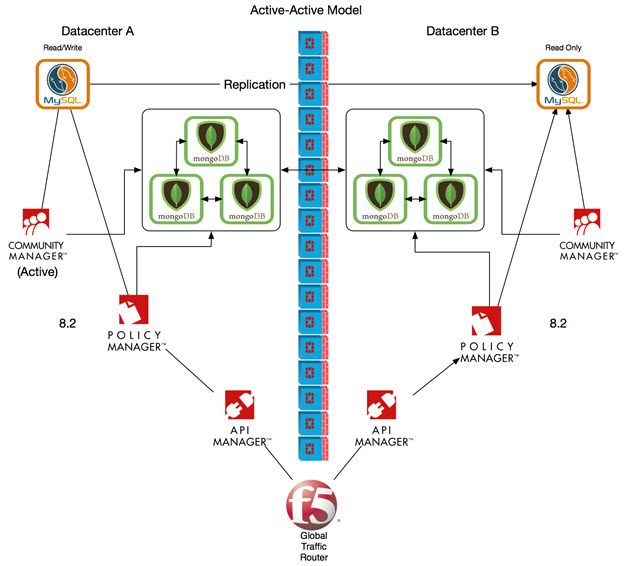 Active-Active Model
Datacenter A
Datacenter B
Read/Write
Read Only
MySQL
Replication
MySQL
mongoDB
mongoDB
mongoDB
mongoDB
mongoDB
mongoDB
COMMUNITY
MANAGER™
(Active)
COMMUNITY
MANAGER™
8.2
POLICY
MANAGER™
POLICY
MANAGER™
8.2
API
MANAGER™
API
MANAGER™
f5®
Global
Traffic
Router